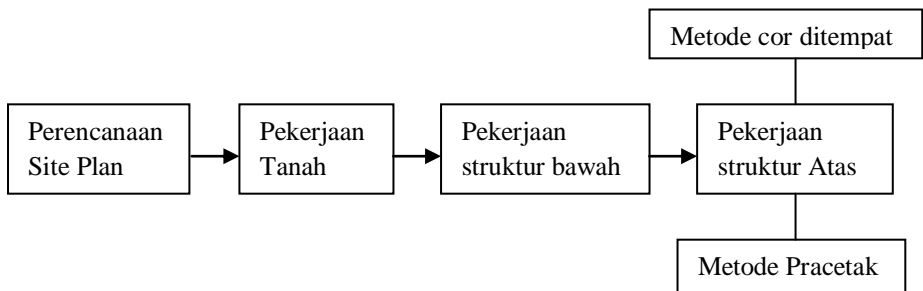 Metode cor ditempat
Perencanaan
Site Plan
Pekerjaan
Tanah
Pekerjaan
struktur bawah
Pekerjaan
struktur Atas
Metode Pracetak